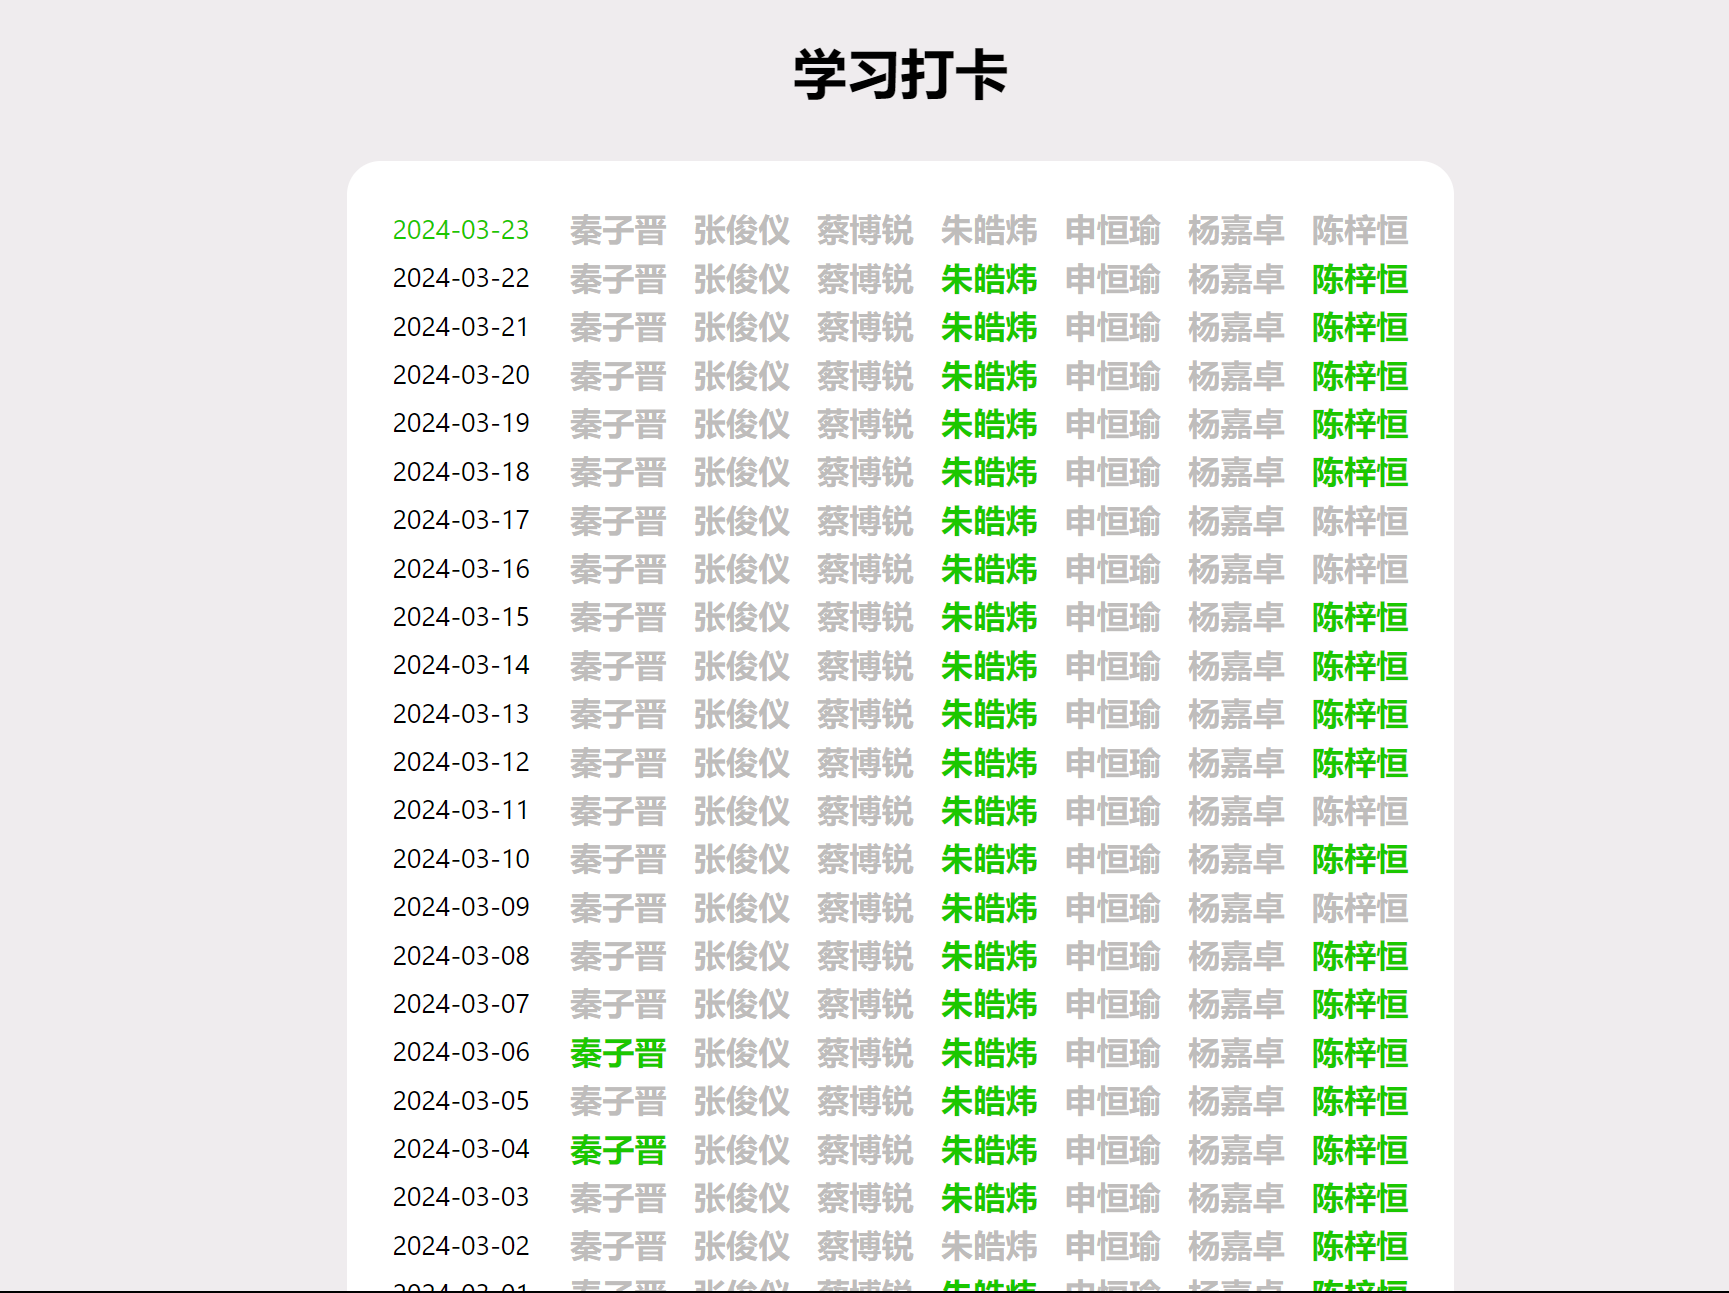 学习打卡
2024-03-23 秦子晋 张俊仪 蔡博锐 朱皓炜 申恒瑜 杨嘉卓 陈梓恒
2024-03-22 秦子晋 张俊仪 蔡博锐 朱皓炜 申恒瑜 杨嘉卓 陈梓恒
2024-03-21 秦子晋 张俊仪 蔡博锐 朱皓炜 申恒瑜 杨嘉卓 陈梓恒
2024-03-20 秦子晋 张俊仪 蔡博锐 朱皓炜 申恒瑜 杨嘉卓 陈梓恒
2024-03-19 秦子晋 张俊仪 蔡博锐 朱皓炜 申恒瑜 杨嘉卓 陈梓恒
2024-03-18 秦子晋 张俊仪 蔡博锐 朱皓炜 申恒瑜 杨嘉卓 陈梓恒
2024-03-17 秦子晋 张俊仪 蔡博锐 朱皓炜 申恒瑜 杨嘉卓 陈梓恒
2024-03-16 秦子晋 张俊仪 蔡博锐 朱皓炜 申恒瑜 杨嘉卓 陈梓恒
2024-03-15 秦子晋 张俊仪 蔡博锐 朱皓炜 申恒瑜 杨嘉卓 陈梓恒
2024-03-14 秦子晋 张俊仪 蔡博锐 朱皓炜 申恒瑜 杨嘉卓 陈梓恒
2024-03-13 秦子晋 张俊仪 蔡博锐 朱皓炜 申恒瑜 杨嘉卓 陈梓恒
2024-03-12 秦子晋 张俊仪 蔡博锐 朱皓炜 申恒瑜 杨嘉卓 陈梓恒
2024-03-11 秦子晋 张俊仪 蔡博锐 朱皓炜 申恒瑜 杨嘉卓 陈梓恒
2024-03-10 秦子晋 张俊仪 蔡博锐 朱皓炜 申恒瑜 杨嘉卓 陈梓恒
2024-03-09 秦子晋 张俊仪 蔡博锐 朱皓炜 申恒瑜 杨嘉卓 陈梓恒
2024-03-08 秦子晋 张俊仪 蔡博锐 朱皓炜 申恒瑜 杨嘉卓 陈梓恒
2024-03-07 秦子晋 张俊仪 蔡博锐 朱皓炜 申恒瑜 杨嘉卓 陈梓恒
2024-03-06 秦子晋 张俊仪 蔡博锐 朱皓炜 申恒瑜 杨嘉卓 陈梓恒
2024-03-05 秦子晋 张俊仪 蔡博锐 朱皓炜 申恒瑜 杨嘉卓 陈梓恒
2024-03-04 秦子晋 张俊仪 蔡博锐 朱皓炜 申恒瑜 杨嘉卓 陈梓恒
2024-03-03 秦子晋 张俊仪 蔡博锐 朱皓炜 申恒瑜 杨嘉卓 陈梓恒
2024-03-02 秦子晋 张俊仪 蔡博锐 朱皓炜 申恒瑜 杨嘉卓 陈梓恒